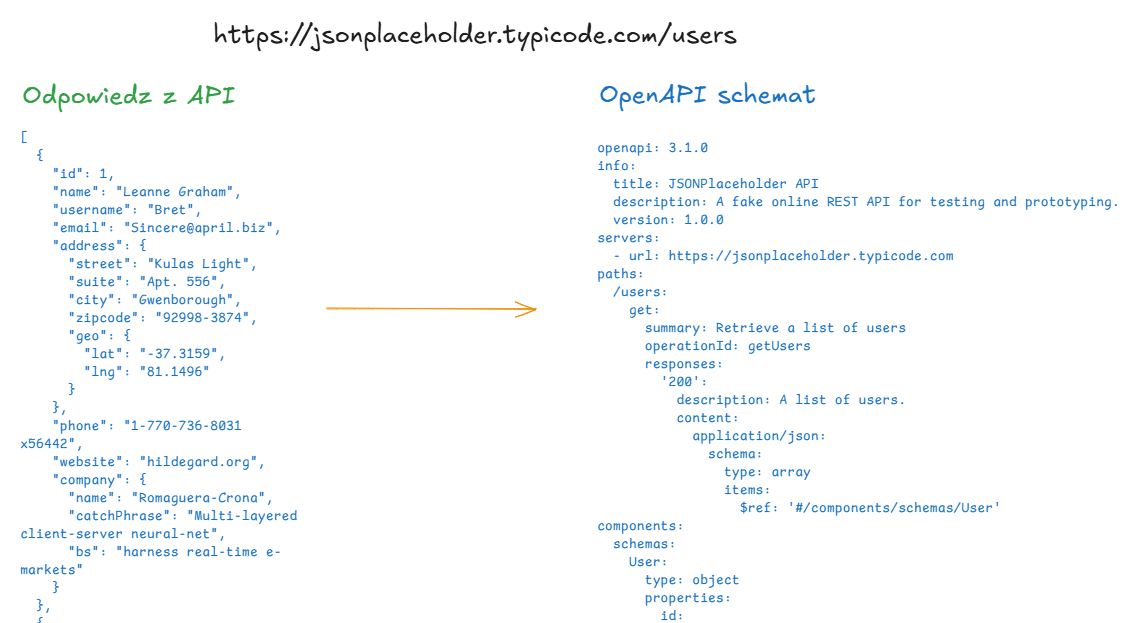 https://jsonplaceholder.typicode.com/users
Odpowiedz z API
[
  {
    "id": 1,
    "name": "Leanne Graham",
    "username": "Bret",
    "email": "Sincere@april.biz",
    "address": {
      "street": "Kulas Light",
      "suite": "Apt. 556",
      "city": "Gwenborough",
      "zipcode": "92998-3874",
      "geo": {
        "lat": "-37.3159",
        "lng": "81.1496"
      }
    },
    "phone": "1-770-736-8031
x56442",
    "website": "hildegard.org",
    "company": {
      "name": "Romaguera-Crona",
      "catchPhrase": "Multi-layered
client-server neural-net",
      "bs": "harness real-time e-
markets"
    }
  },
  {
OpenAPI schemat
openapi: 3.1.0
info:
  title: JSONPlaceholder API
  description: A fake online REST API for testing and prototyping.
  version: 1.0.0
servers:
  - url: https://jsonplaceholder.typicode.com
paths:
  /users:
    get:
      summary: Retrieve a list of users
      operationId: getUsers
      responses:
        '200':
          description: A list of users.
          content:
            application/json:
              schema:
                type: array
                items:
                  $ref: '#/components/schemas/User'
components:
  schemas:
    User:
      type: object
      properties:
        id: